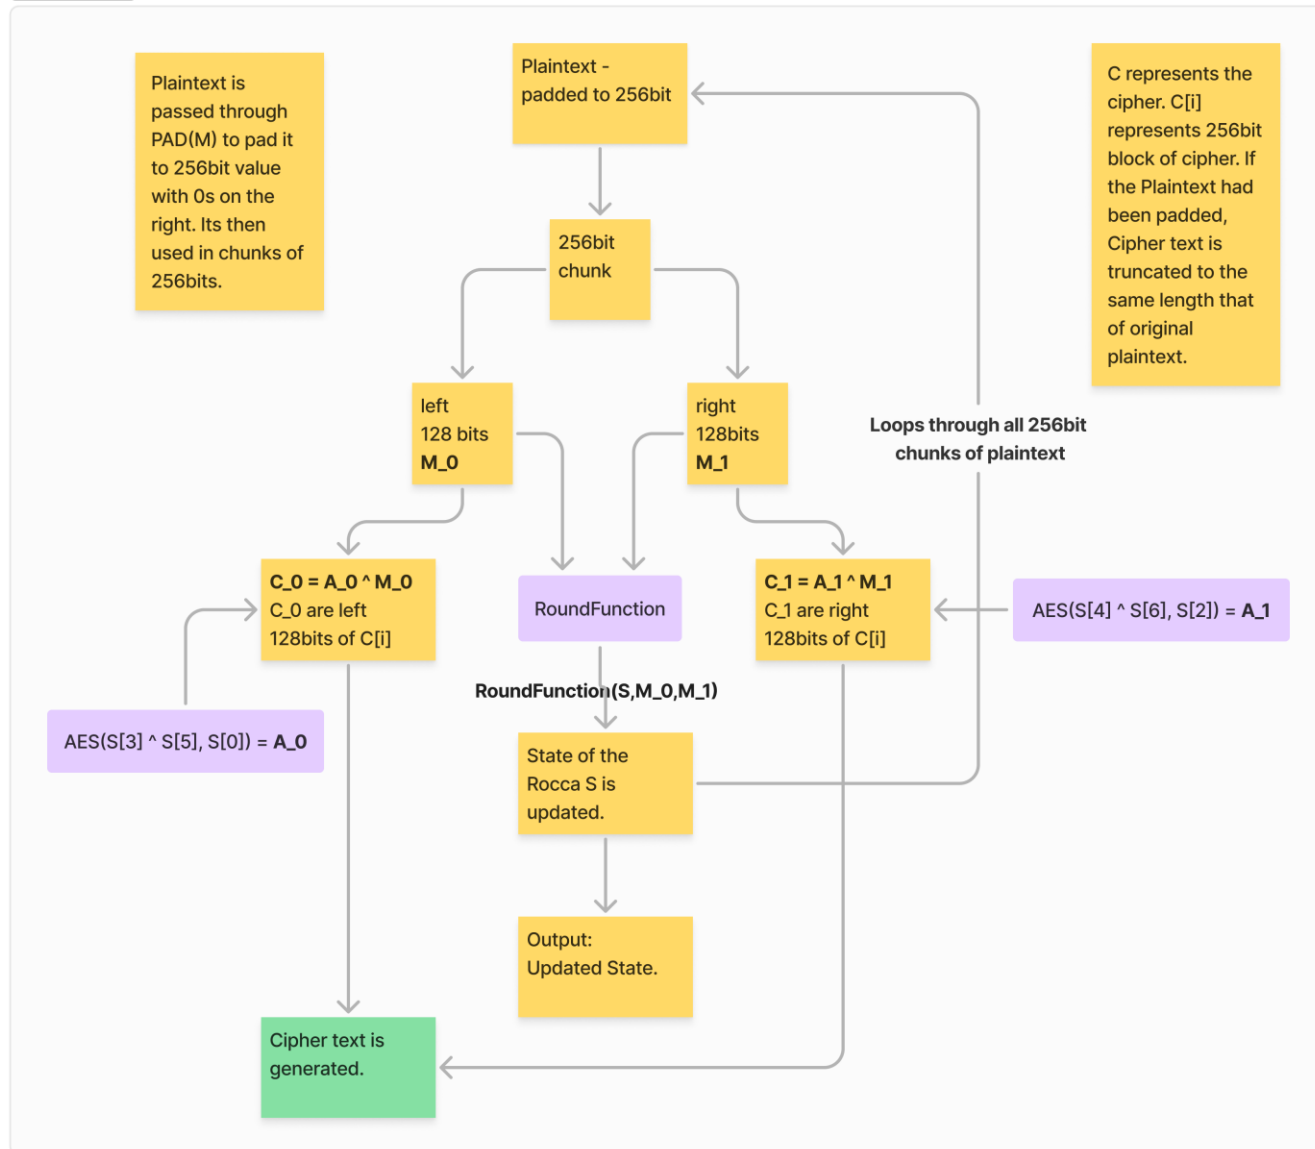 Plaintext is
passed through
PAD(M) to pad it
to 256bit value
with 0s on the
right. Its then
used in chunks of
256bits.
Plaintext -
padded to 256bit
C represents the
cipher. C[i]
represents 256bit
block of cipher. If
the Plaintext had
been padded,
Cipher text is
truncated to the
same length that
of original
plaintext.
256bit
chunk
left
128 bits
M_0
right
128bits
M_1
Loops through all 256bit
chunks of plaintext
C_0 = A_0 ^ M_0
C_0 are left
128bits of C[i]
RoundFunction
C_1 = A_1 ^ M_1
C_1 are right
128bits of C[i]
AES(S[4] ^ S[6], S[2]) = A_1
RoundFunction(S,M_0,M_1)
AES(S[3] ^ S[5], S[0]) = A_0
State of the
Rocca S is
updated.
Output:
Updated State.
Cipher text is
generated.